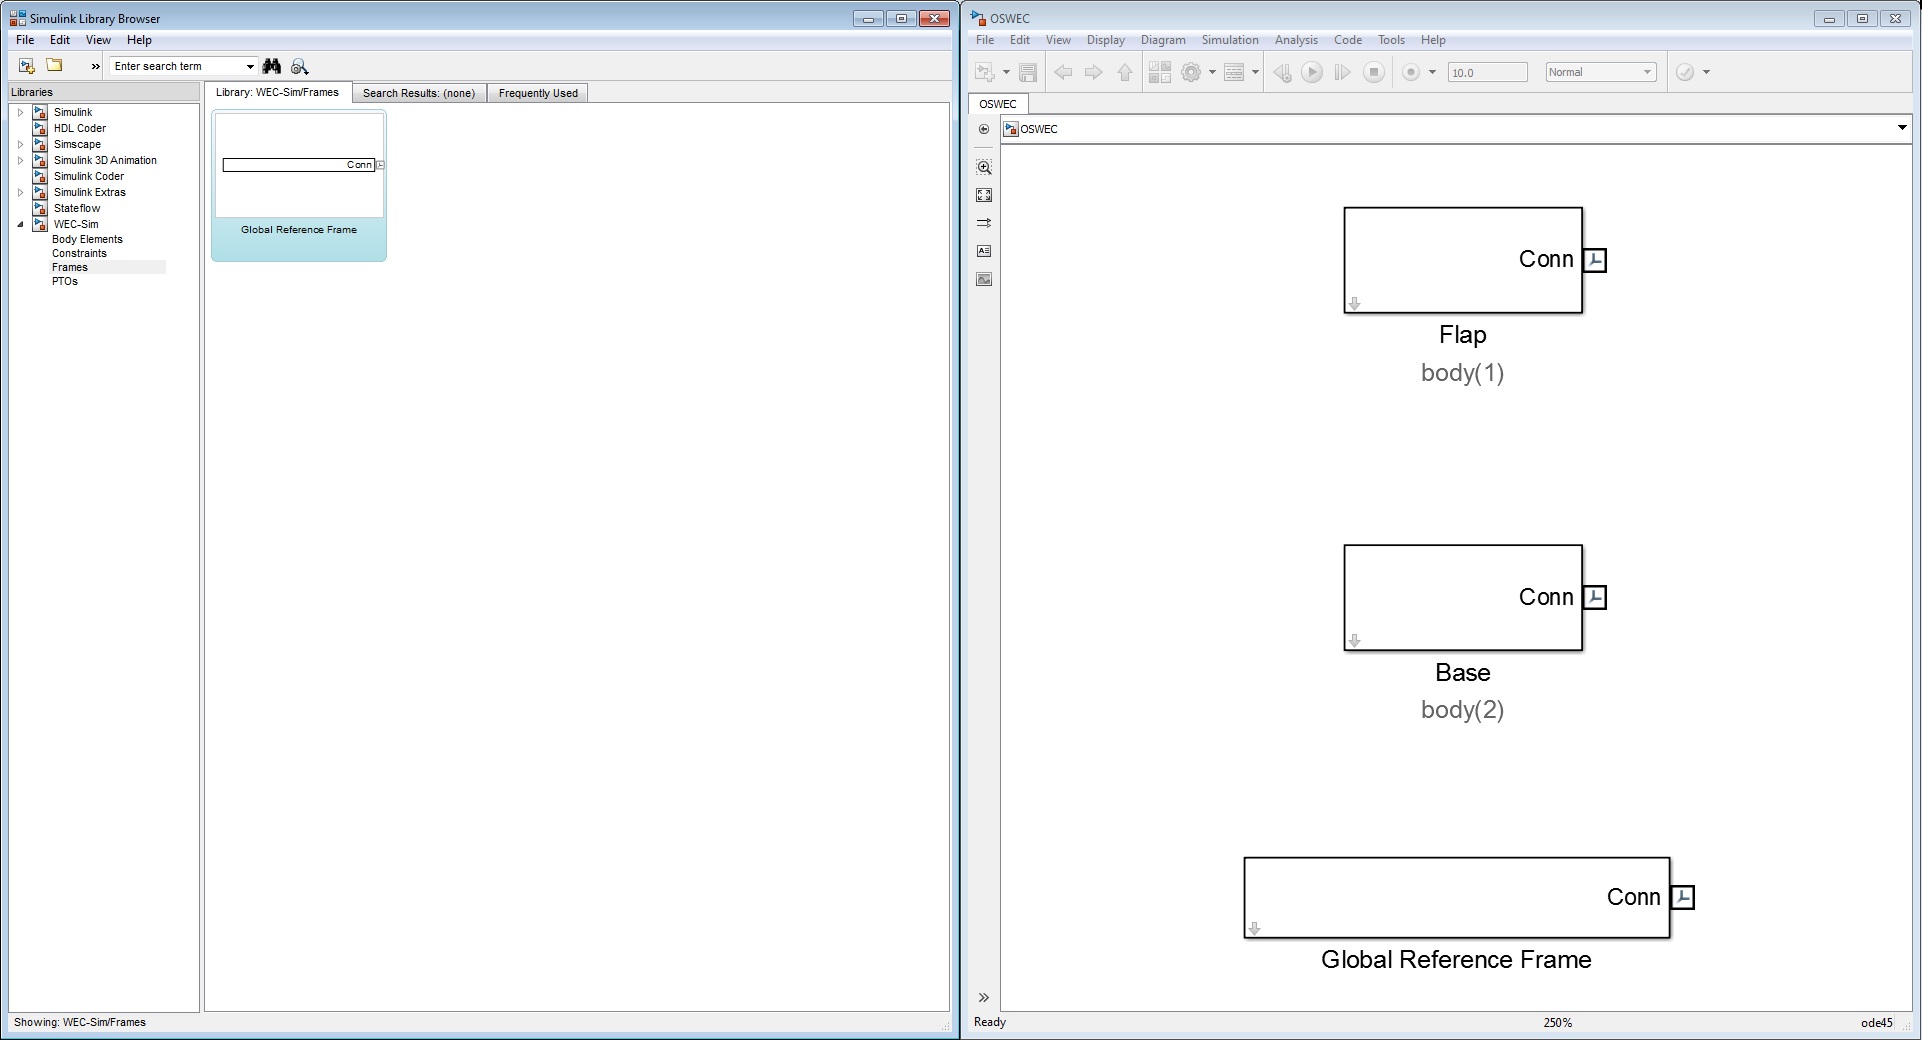 Simulink Library Browser
File Edit View Help
» Enter search term
Libraries
Simulink
HDL Coder
Simscape
Simulink 3D Animation
Simulink Coder
Simulink Extras
Stateflow
WEC-Sim
Body Elements
Constraints
Frames
PTOs
Library: WEC-Sim/Frames Search Results: (none) Frequently Used
Conn
Global Reference Frame
Showing: WEC-Sim/Frames
OSWEC
File Edit View Display Diagram Simulation Analysis Code Tools Help
10.0 Normal
OSWEC
OSWEC
Conn
Flap
body(1)
Conn
Base
body(2)
Conn
Global Reference Frame
»
Ready 250% ode45